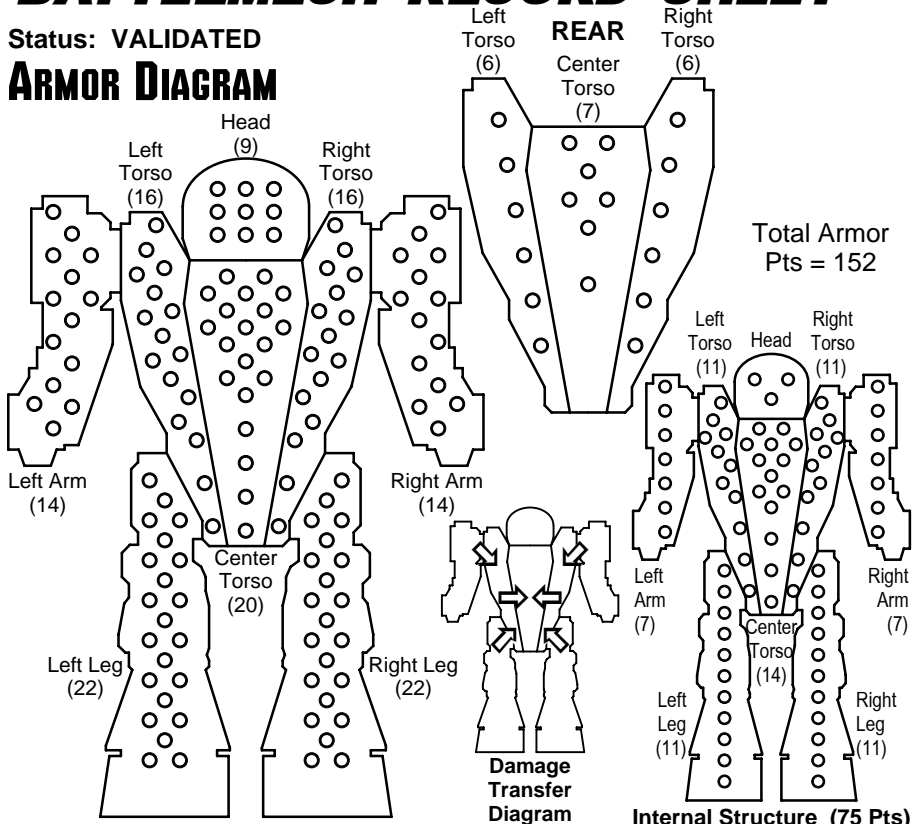 BATTLEMECH RECORD SHEET
Status: VALIDATED
ARMOR DIAGRAM
Head
(9)
Left
Torso
(16)
Right
Torso
(16)
Left Arm
(14)
Right Arm
(14)
Center
Torso
(20)
Left Leg
(22)
Right Leg
(22)
REAR
Left
Torso
(6)
Center
Torso
(7)
Right
Torso
(6)
Total Armor
Pts = 152
Damage
Transfer
Diagram
Left
Torso
(11)
Head
Right
Torso
(11)
Left
Arm
(7)
Right
Arm
(7)
Center
Torso
(14)
Left
Leg
(11)
Right
Leg
(11)
Internal Structure (75 Pts)